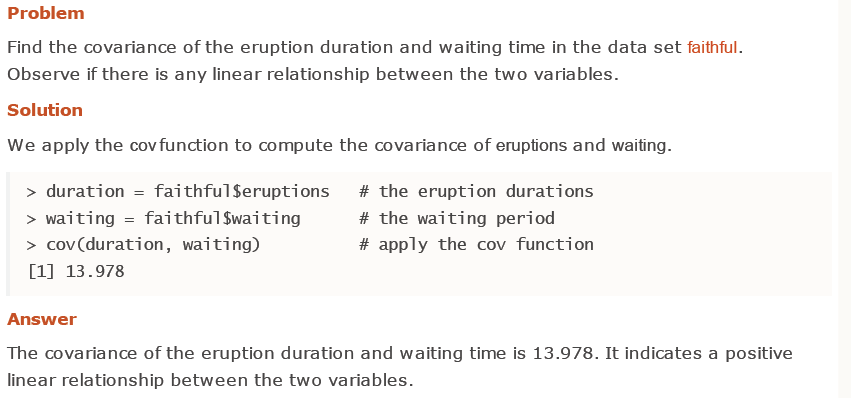 Problem
Find the covariance of the eruption duration and waiting time in the data set faithful.
Observe if there is any linear relationship between the two variables.
Solution
We apply the cov function to compute the covariance of eruptions and waiting.
> duration = faithful$eruptions   # the eruption durations
> waiting = faithful$waiting      # the waiting period
> cov(duration, waiting)          # apply the cov function
[1] 13.978
Answer
The covariance of the eruption duration and waiting time is 13.978. It indicates a positive
linear relationship between the two variables.